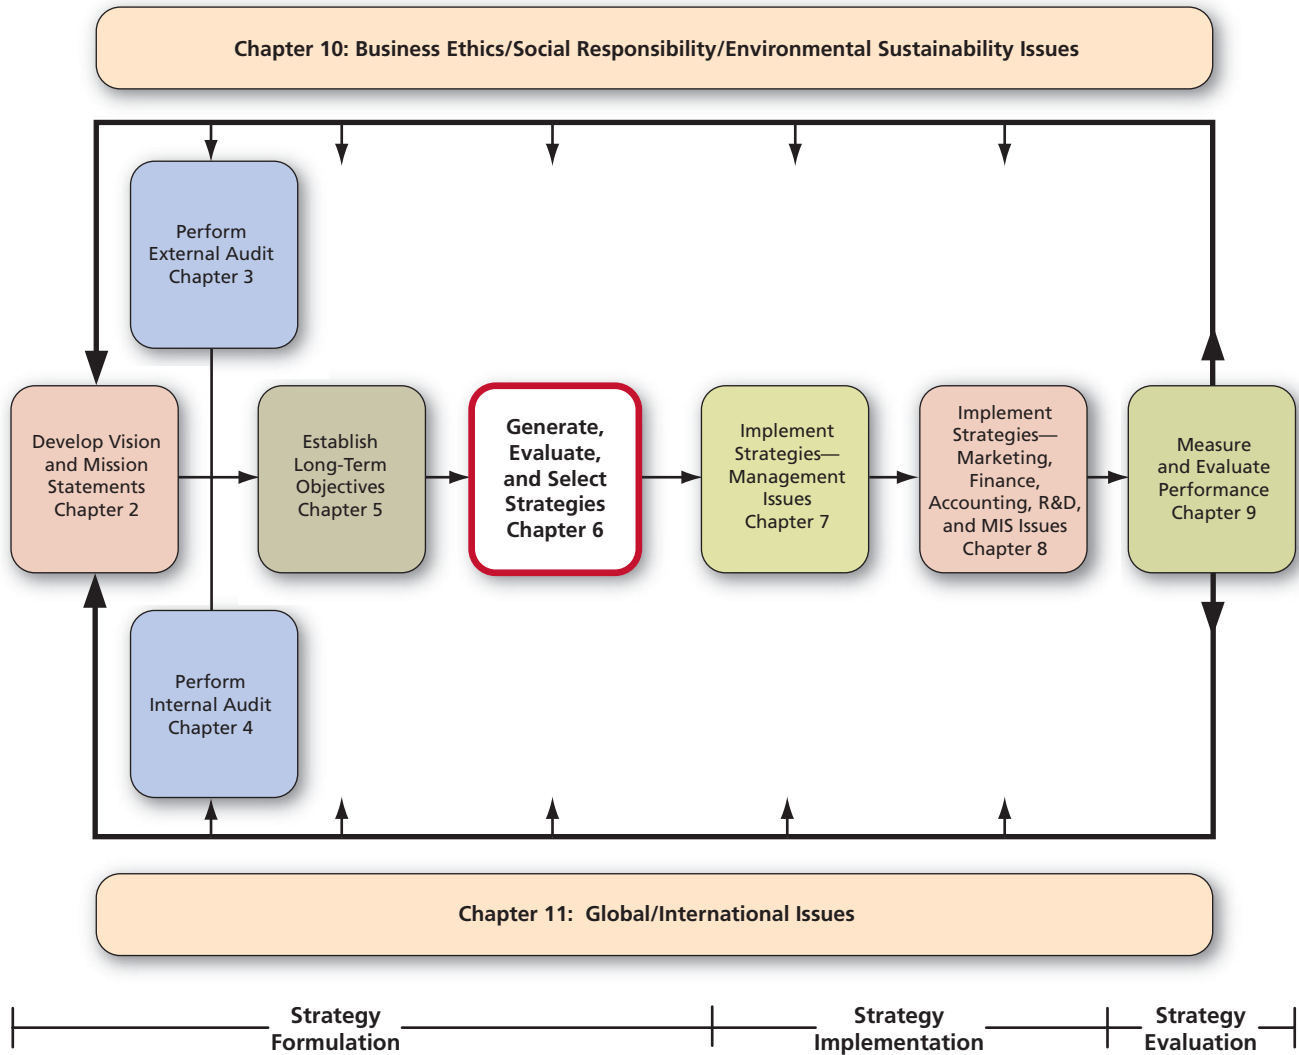 Chapter 10: Business Ethics/Social Responsibility/Environmental Sustainability Issues
Perform
External Audit
Chapter 3
Develop Vision
and Mission
Statements
Chapter 2
Establish
Long-Term
Objectives
Chapter 5
Generate,
Evaluate,
and Select
Strategies
Chapter 6
Implement
Strategies—
Management
Issues
Chapter 7
Implement
Strategies—
Marketing,
Finance,
Accounting, R&D,
and MIS Issues
Chapter 8
Measure
and Evaluate
Performance
Chapter 9
Perform
Internal Audit
Chapter 4
Chapter 11: Global/International Issues
Strategy
Formulation
Strategy
Implementation
Strategy
Evaluation